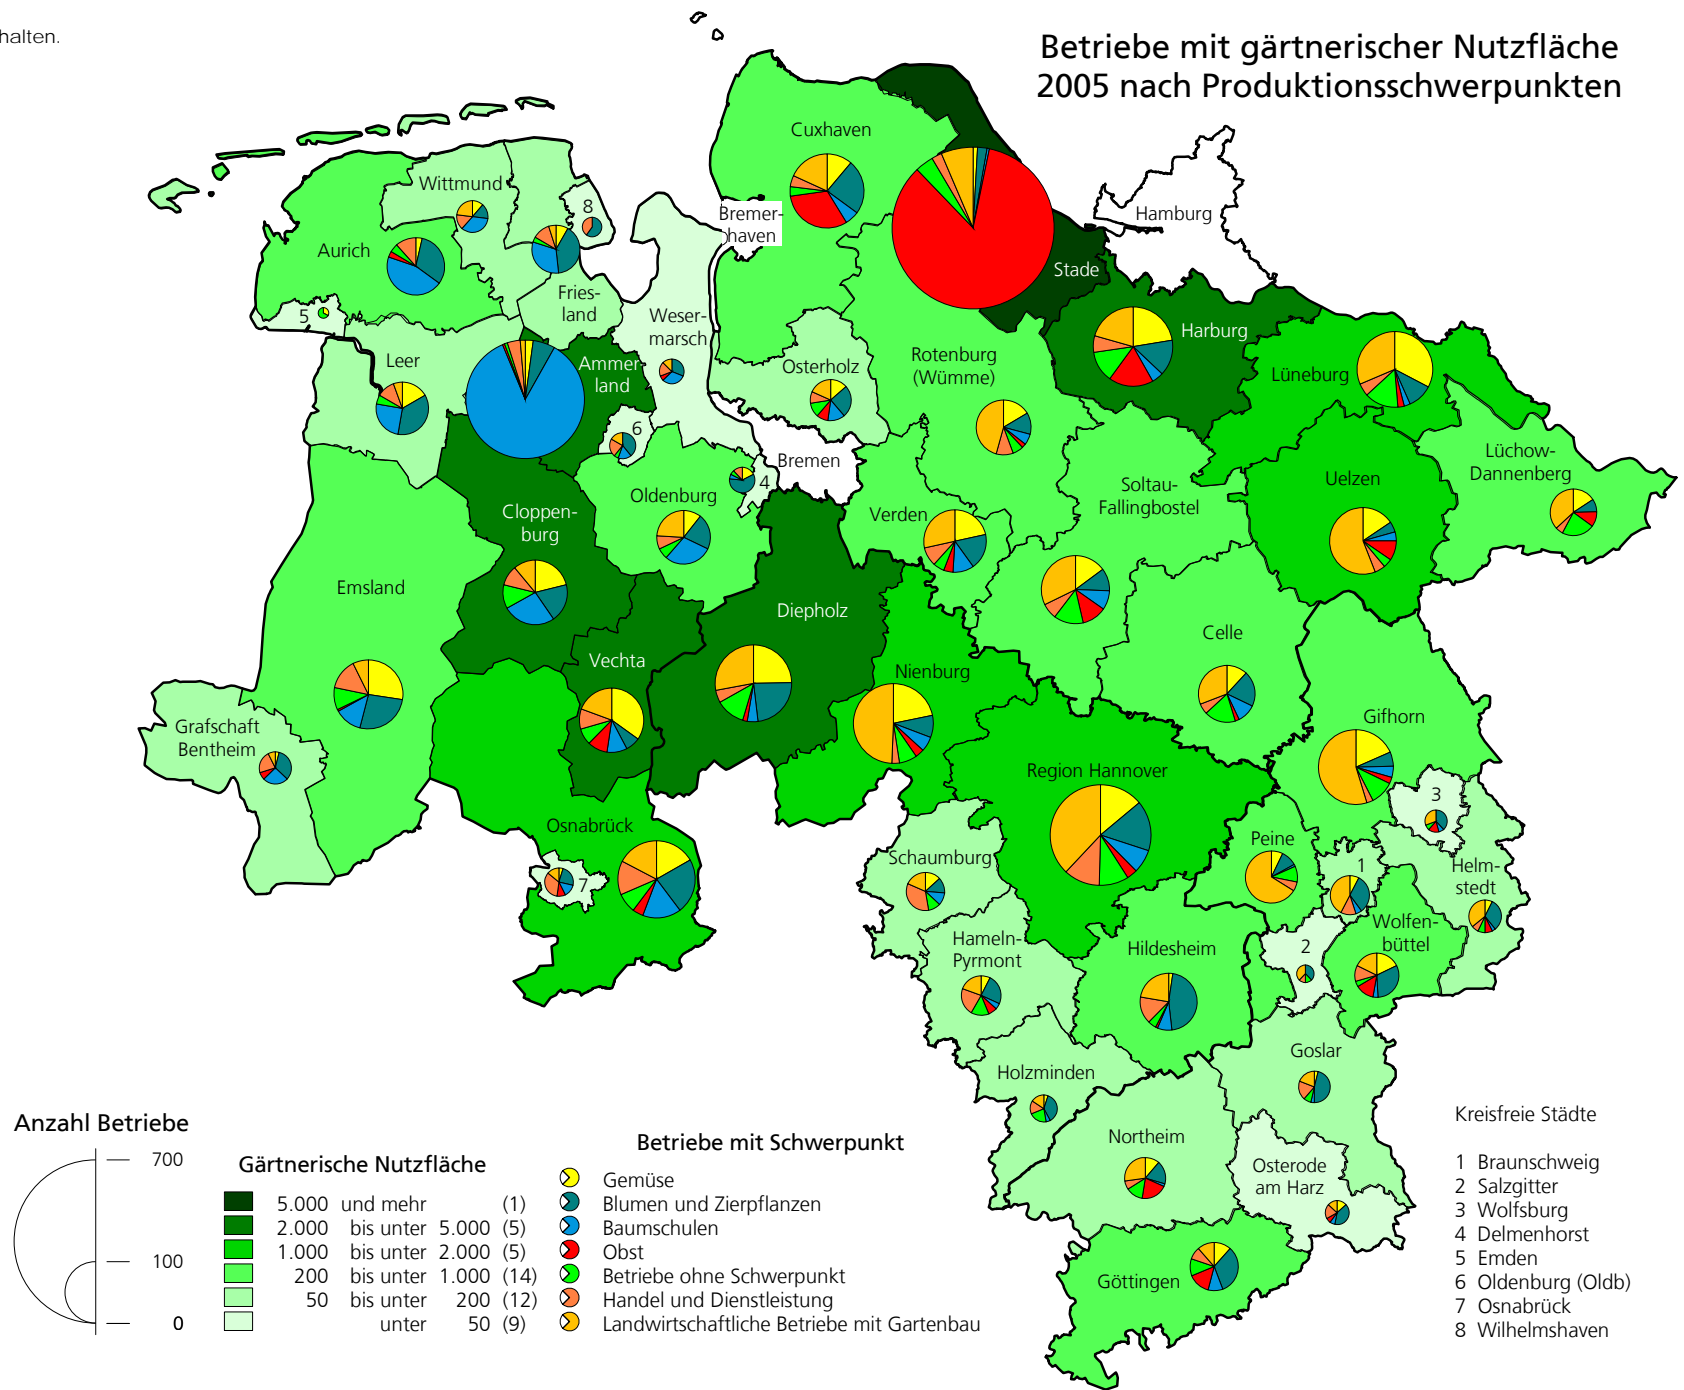 halten.
Betriebe mit gärtnerischer Nutzfläche
2005 nach Produktionsschwerpunkten
Cuxhaven
Wittmund
8
Bremer-
haven
Hamburg
Aurich
Stade
Fries-
land
5
Weser-
marsch
Harburg
Leer
Ammer-
land
Osterholz
Rotenburg
(Wümme)
Lüneburg
6
Bremen
Lüchow-
Dannenberg
Oldenburg
4
Uelzen
Soltau-
Fallingbostel
Cloppen-
burg
Verden
Emsland
Diepholz
Celle
Vechta
Nienburg
Grafschaft
Bentheim
Gifhorn
Region Hannover
3
Osnabrück
Peine
Schaumburg
1
Helm-
stedt
7
Wolfen-
büttel
Hameln-
Pyrmont
Hildesheim
2
Goslar
Holzminden
Northeim
Osterode
am Harz
Göttingen
Anzahl Betriebe
700
100
0
Gärtnerische Nutzfläche
5.000 und mehr (1)
2.000 bis unter 5.000 (5)
1.000 bis unter 2.000 (5)
200 bis unter 1.000 (14)
50 bis unter 200 (12)
unter 50 (9)
Betriebe mit Schwerpunkt
Gemüse
Blumen und Zierpflanzen
Baumschulen
Obst
Betriebe ohne Schwerpunkt
Handel und Dienstleistung
Landwirtschaftliche Betriebe mit Gartenbau
Kreisfreie Städte
1 Braunschweig
2 Salzgitter
3 Wolfsburg
4 Delmenhorst
5 Emden
6 Oldenburg (Oldb)
7 Osnabrück
8 Wilhelmshaven